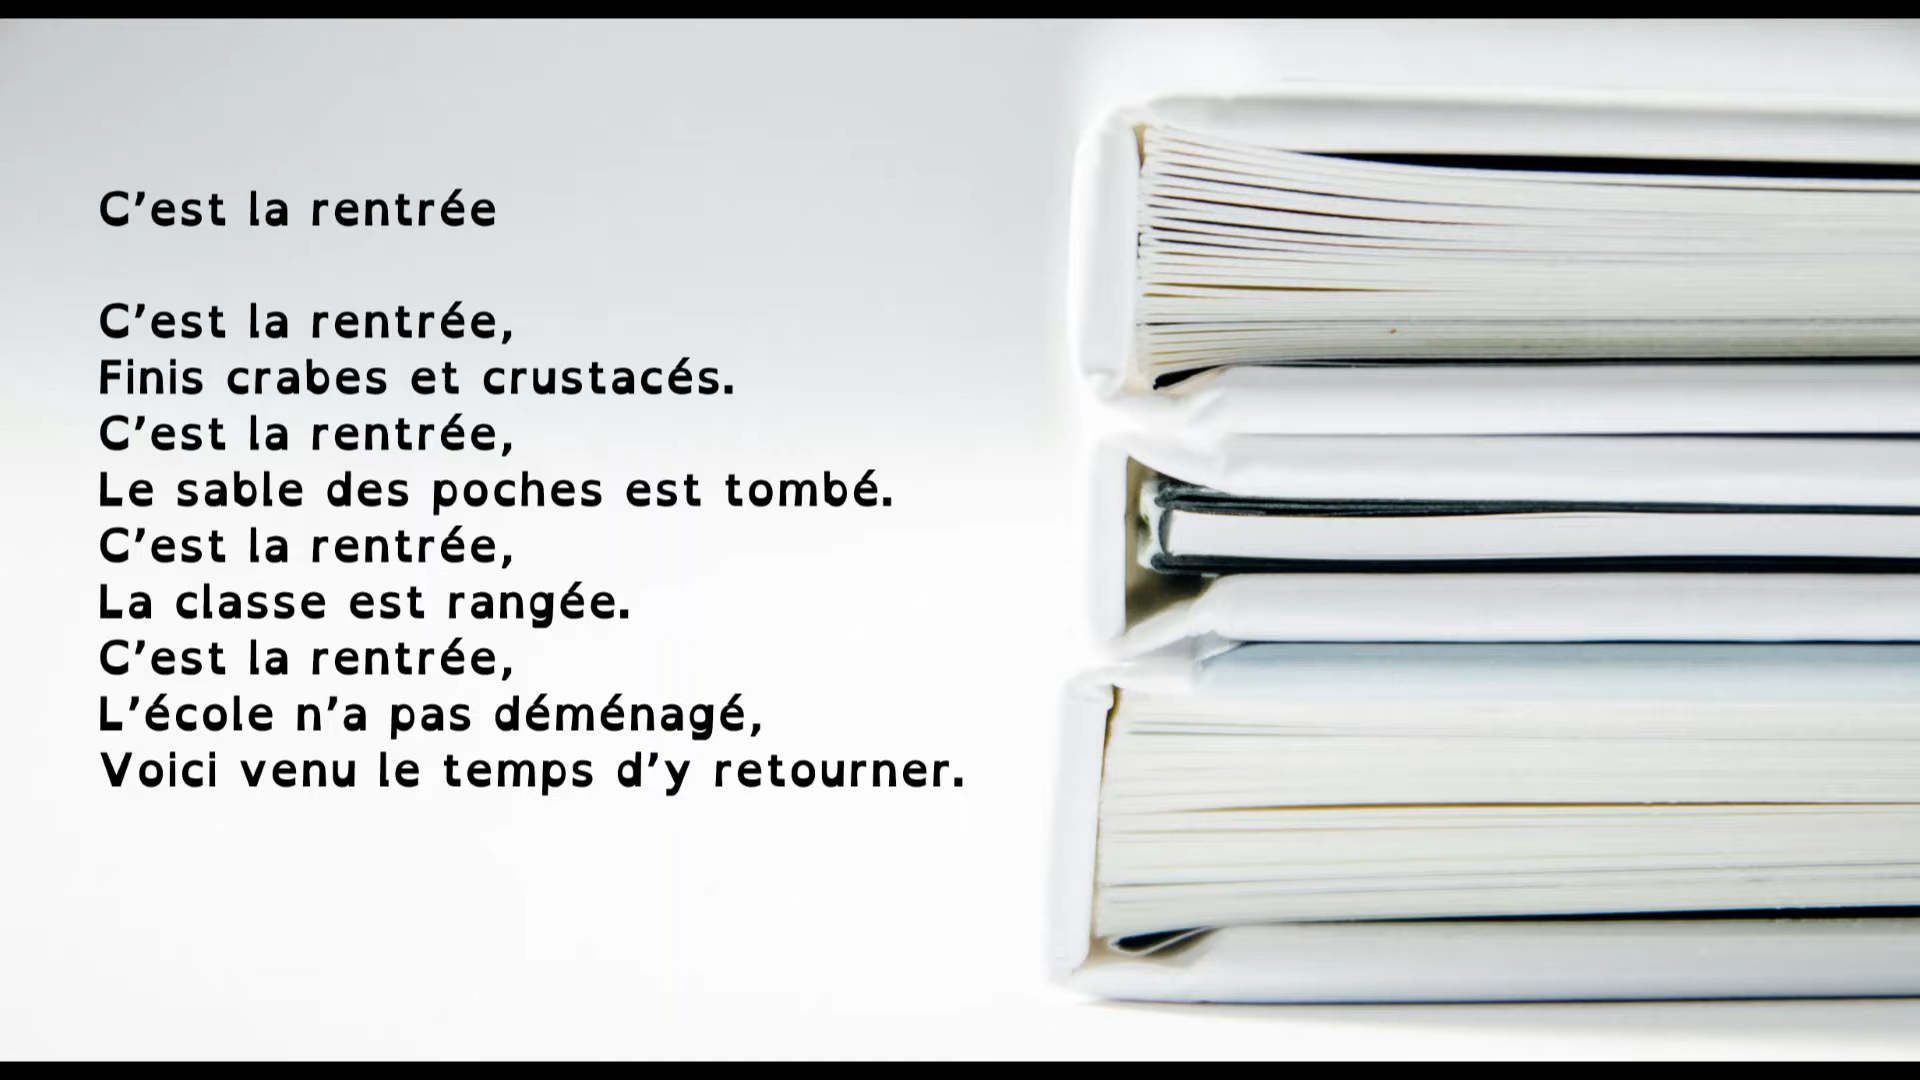 C’est la rentrée
C’est la rentrée,
Finis crabes et crustacés.
C’est la rentrée,
Le sable des poches est tombé.
C’est la rentrée,
La classe est rangée.
C’est la rentrée,
L’école n’a pas déménagé,
Voici venu le temps d’y retourner.